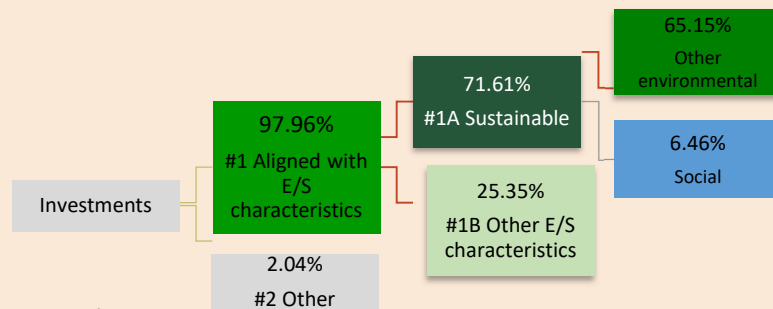 Investments
97.96%
#1 Aligned with
E/S
characteristics
2.04%
#2 Other
71.61%
#1A Sustainable
25.35%
#1B Other E/S
characteristics
65.15%
Other
environmental
6.46%
Social